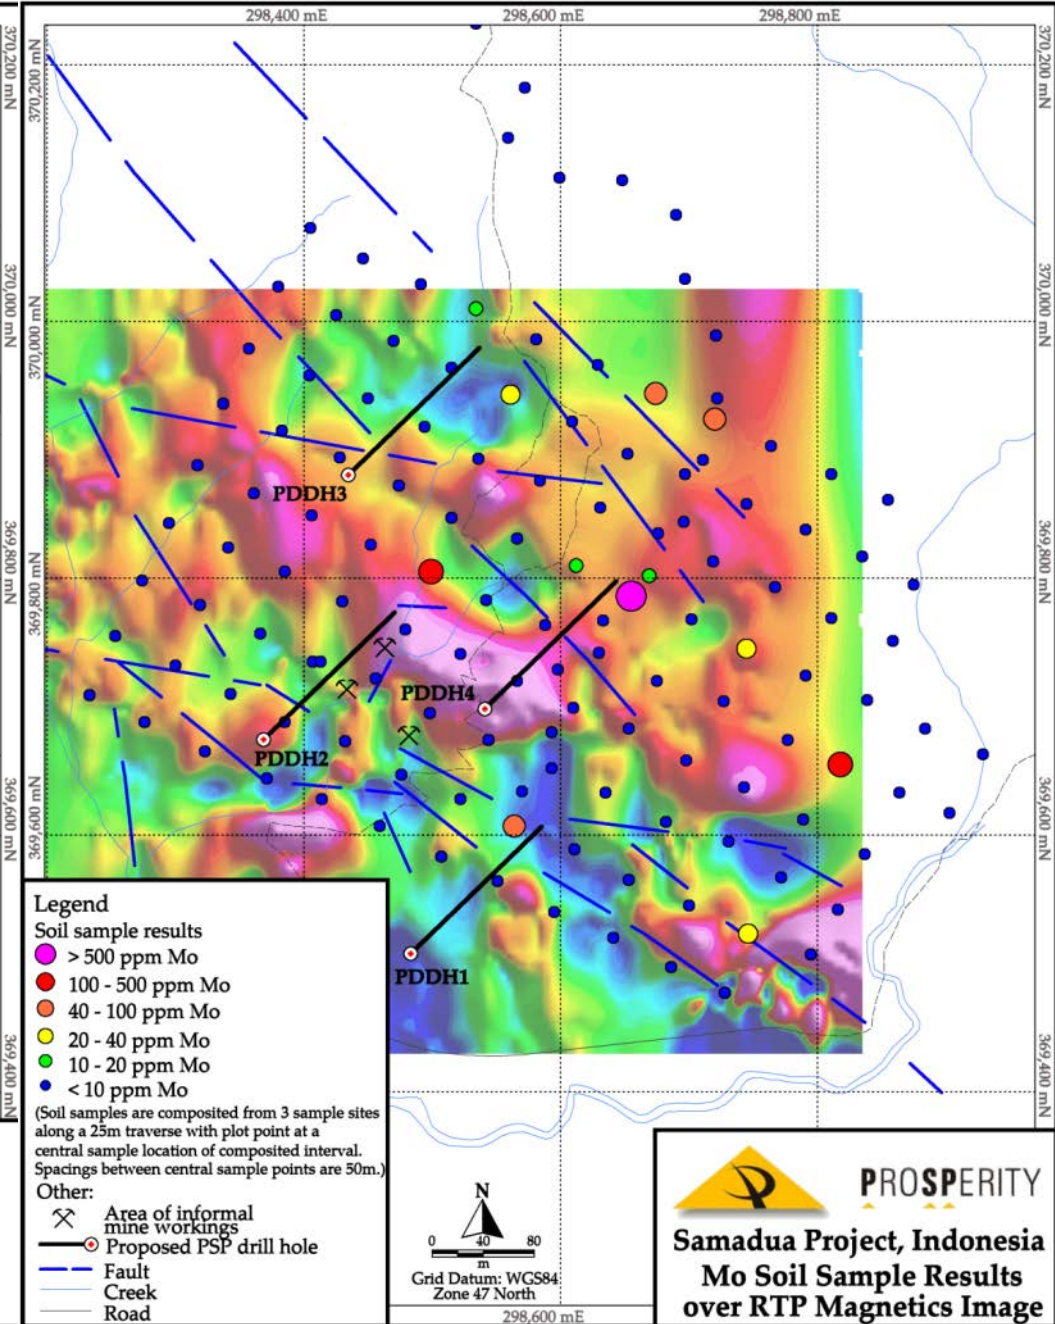 298,400 mE
298,600 mE
298,800 mE
370,200 mN
370,200 mN
370,200 mN
370,000 mN
370,000 mN
370,000 mN
369,800 mN
369,800 mN
369,800 mN
369,600 mN
369,600 mN
369,600 mN
369,400 mN
369,400 mN
PDDH3
PDDH4
PDDH2
PDDH1
Legend
Soil sample results
> 500 ppm Mo
100 - 500 ppm Mo
40 - 100 ppm Mo
20 - 40 ppm Mo
10 - 20 ppm Mo
< 10 ppm Mo
(Soil samples are composited from 3 sample sites
along a 25m traverse with plot point at a
central sample location of composited interval.
Spacings between central sample points are 50m.)
Other:
Area of informal
mine workings
Proposed PSP drill hole
Fault
Creek
Road
N
0 40 80
m
Grid Datum: WGS84
Zone 47 North
298,600 mE
PROSPERITY
Samadua Project, Indonesia
Mo Soil Sample Results
over RTP Magnetics Image